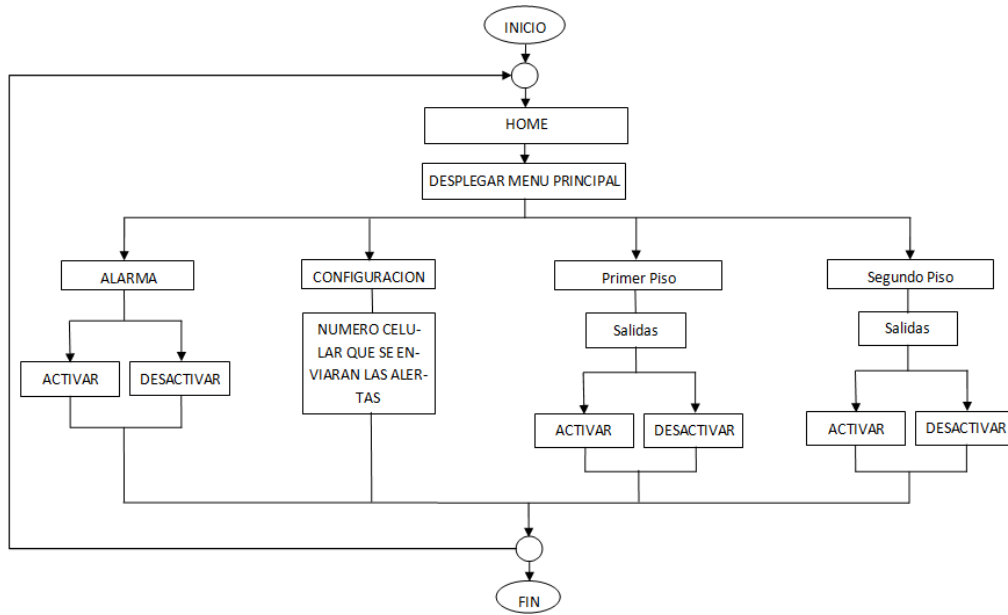 INICIO
HOME
DESPLEGAR MENU PRINCIPAL
ALARMA
CONFIGURACION
Primer Piso
Segundo Piso
NUMERO CELU-
LAR QUE SE EN-
VIARAN LAS ALER-
TAS
Salidas
Salidas
ACTIVAR
DESACTIVAR
ACTIVAR
DESACTIVAR
ACTIVAR
DESACTIVAR
FIN